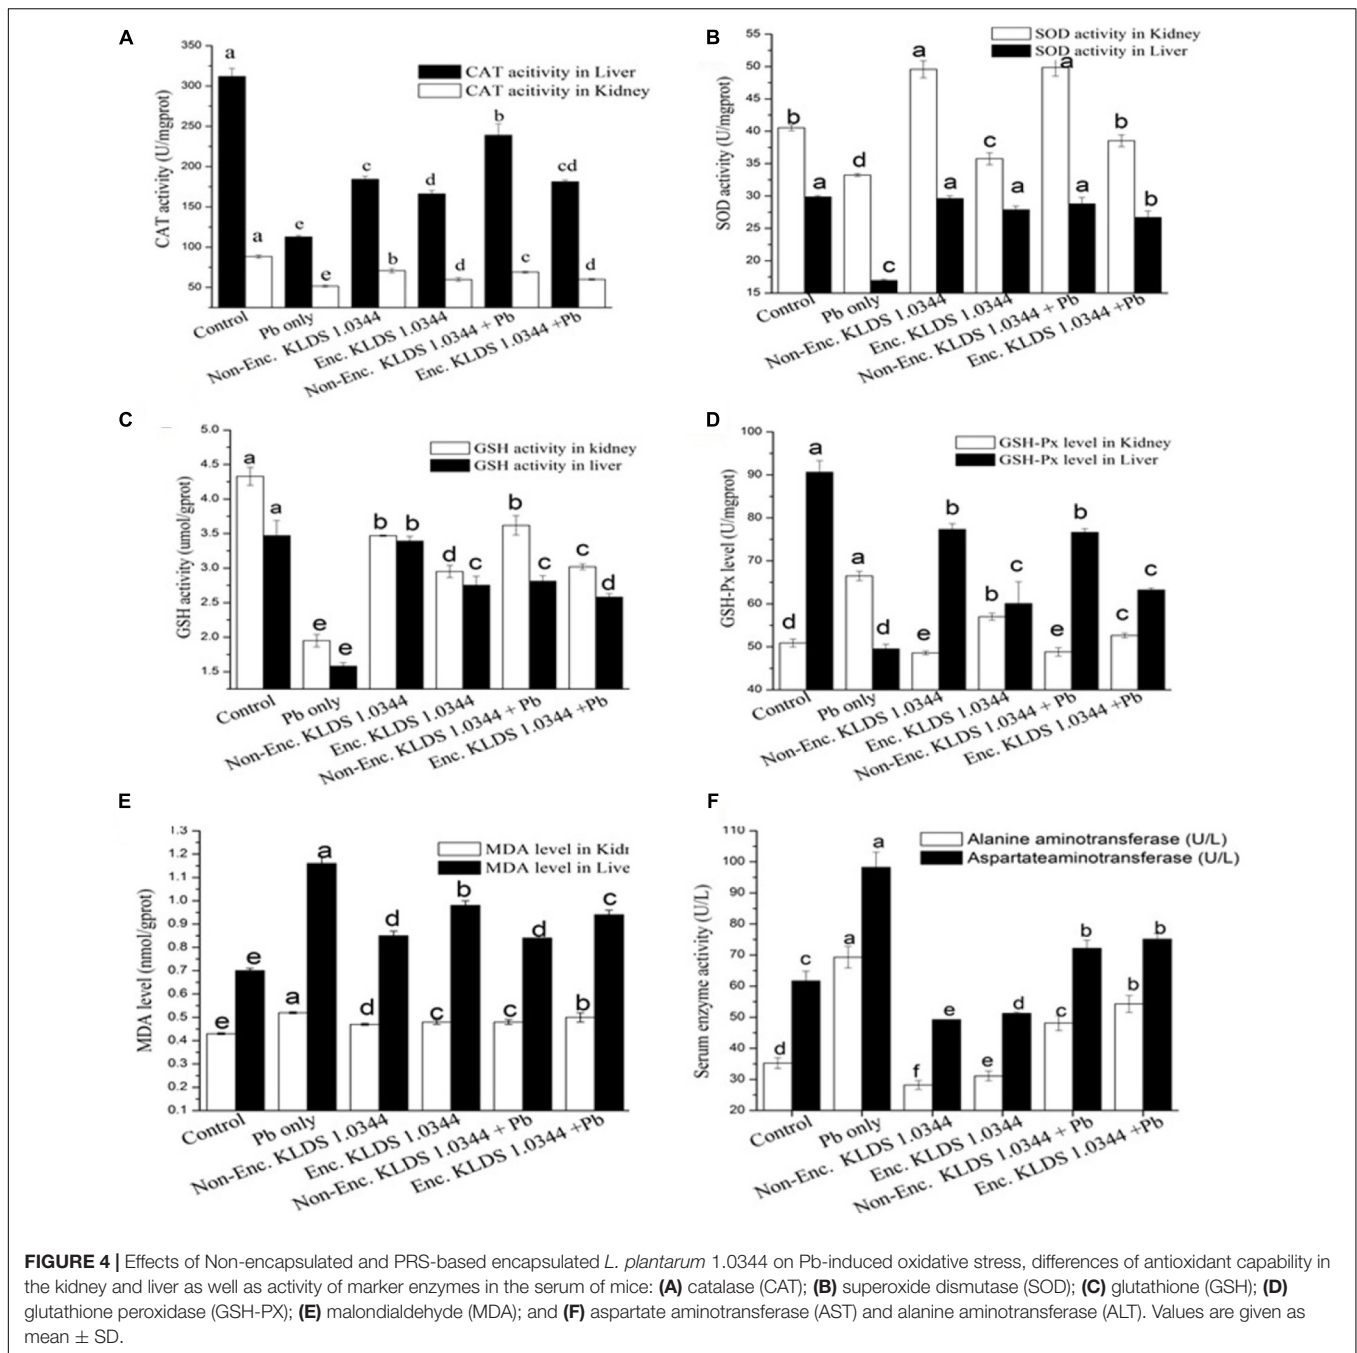 A
350
300
250
200
150
100
50
CAT activity (U/mgprot)
CAT acitivity in Liver
CAT acitivity in Kidney
a
a
e
e
c
b
d
d
b
c
cd
d
Control
Pb only
Non-Enc. KLDS 1.0344
Enc. KLDS 1.0344
Non-Enc. KLDS 1.0344 + Pb
Enc. KLDS 1.0344 +Pb
B
55
50
45
40
35
30
25
20
15
SOD activity (U/mgprot)
SOD activity in Kidney
SOD activity in Liver
b
a
d
c
a
a
c
a
a
a
b
b
Control
Pb only
Non-Enc. KLDS 1.0344
Enc. KLDS 1.0344
Non-Enc. KLDS 1.0344 + Pb
Enc. KLDS 1.0344 +Pb
C
5.0
4.5
4.0
3.5
3.0
2.5
2.0
1.5
GSH activity (umol/gprot)
GSH activity in kidney
GSH activity in liver
a
a
e
e
b
b
d
c
b
c
c
d
Control
Pb only
Non-Enc. KLDS 1.0344
Enc. KLDS 1.0344
Non-Enc. KLDS 1.0344 + Pb
Enc. KLDS 1.0344 +Pb
D
100
90
80
70
60
50
40
GSH-Px level (U/mgprot)
GSH-Px level in Kidney
GSH-Px level in Liver
d
a
a
d
e
b
b
c
e
b
c
c
Control
Pb only
Non-Enc. KLDS 1.0344
Enc. KLDS 1.0344
Non-Enc. KLDS 1.0344 + Pb
Enc. KLDS 1.0344 +Pb
E
1.3
1.2
1.1
1.0
0.9
0.8
0.7
0.6
0.5
0.4
0.3
0.2
0.1
MDA level (nmol/gprot)
MDA level in Kidr
MDA level in Live
e
e
a
a
d
d
c
b
c
d
b
c
Control
Pb only
Non-Enc. KLDS 1.0344
Enc. KLDS 1.0344
Non-Enc. KLDS 1.0344 + Pb
Enc. KLDS 1.0344 +Pb
F
110
100
90
80
70
60
50
40
30
20
Serum enzyme activity (U/L)
Alanine aminotransferase (U/L)
Aspartateaminotransferase (U/L)
d
c
a
a
f
e
e
d
c
b
b
b
Control
Pb only
Non-Enc. KLDS 1.0344
Enc. KLDS 1.0344
Non-Enc. KLDS 1.0344 + Pb
Enc. KLDS 1.0344 +Pb
FIGURE 4 | Effects of Non-encapsulated and PRS-based encapsulated L. plantarum 1.0344 on Pb-induced oxidative stress, differences of antioxidant capability in
the kidney and liver as well as activity of marker enzymes in the serum of mice: (A) catalase (CAT); (B) superoxide dismutase (SOD); (C) glutathione (GSH); (D)
glutathione peroxidase (GSH-PX); (E) malondialdehyde (MDA); and (F) aspartate aminotransferase (AST) and alanine aminotransferase (ALT). Values are given as
mean ± SD.